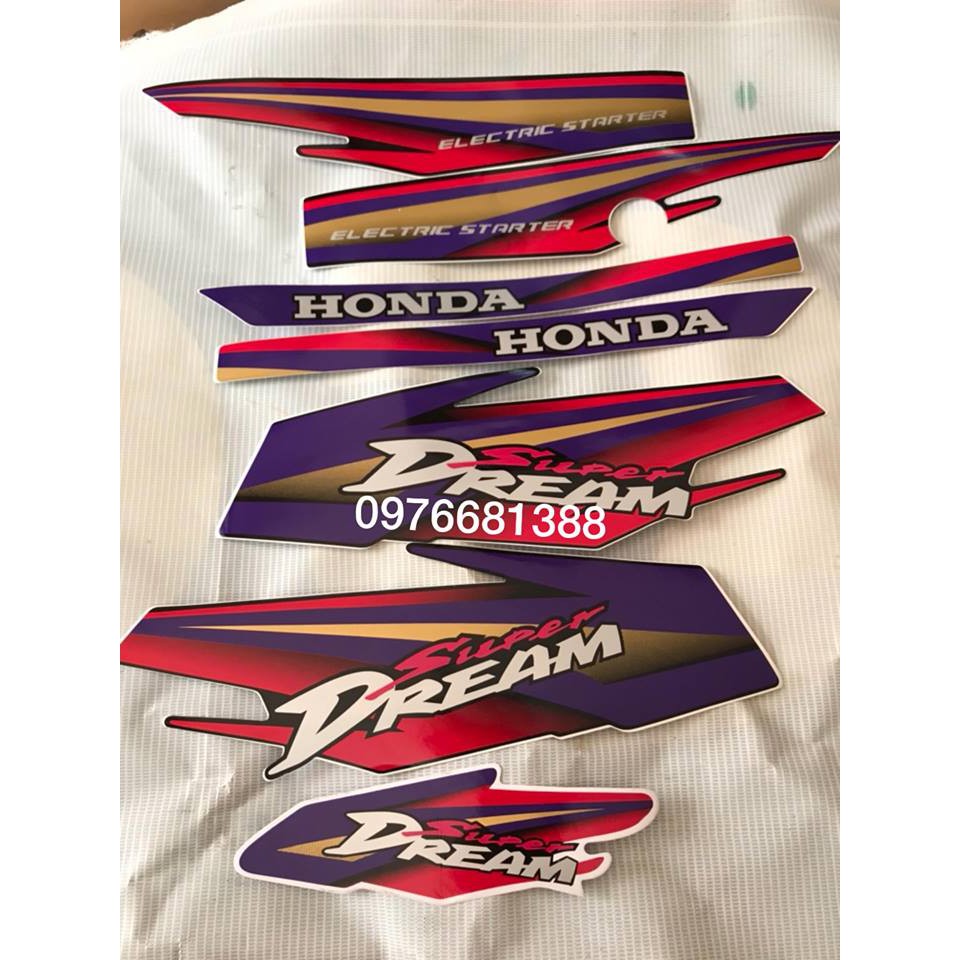 ELECTRIC STARTER
ELECTRIC STARTER
HONDA
HONDA
Super
DREAM
0976681388
Super
DREAM
Super
DREAM